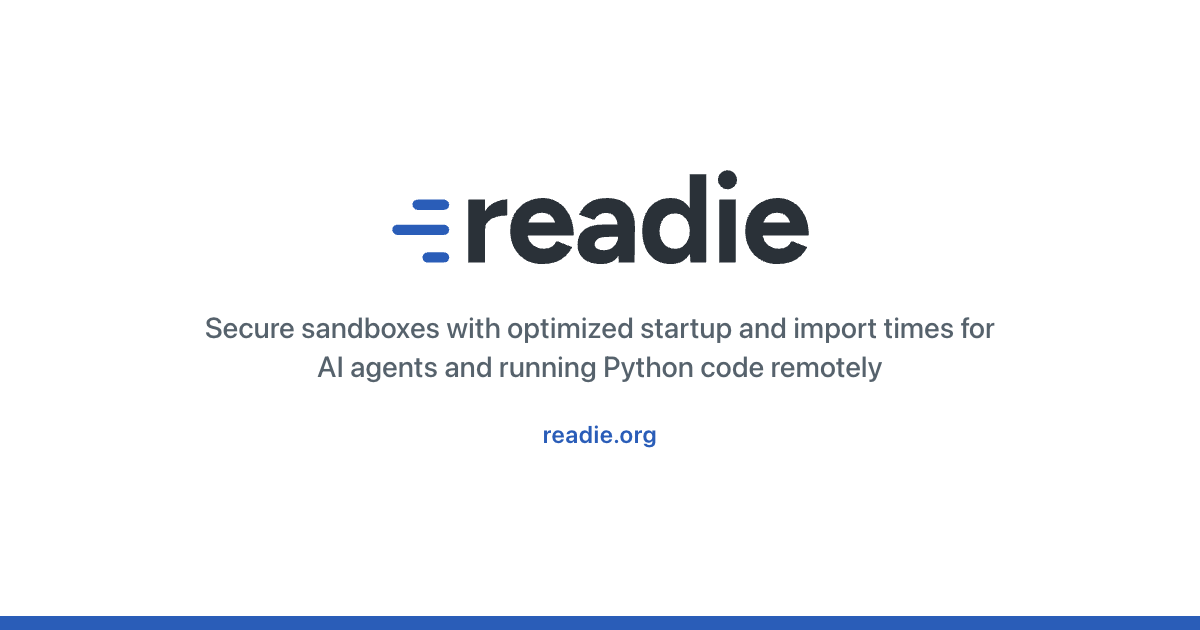 readie
Secure sandboxes with optimized startup and import times for
AI agents and running Python code remotely
readie.org